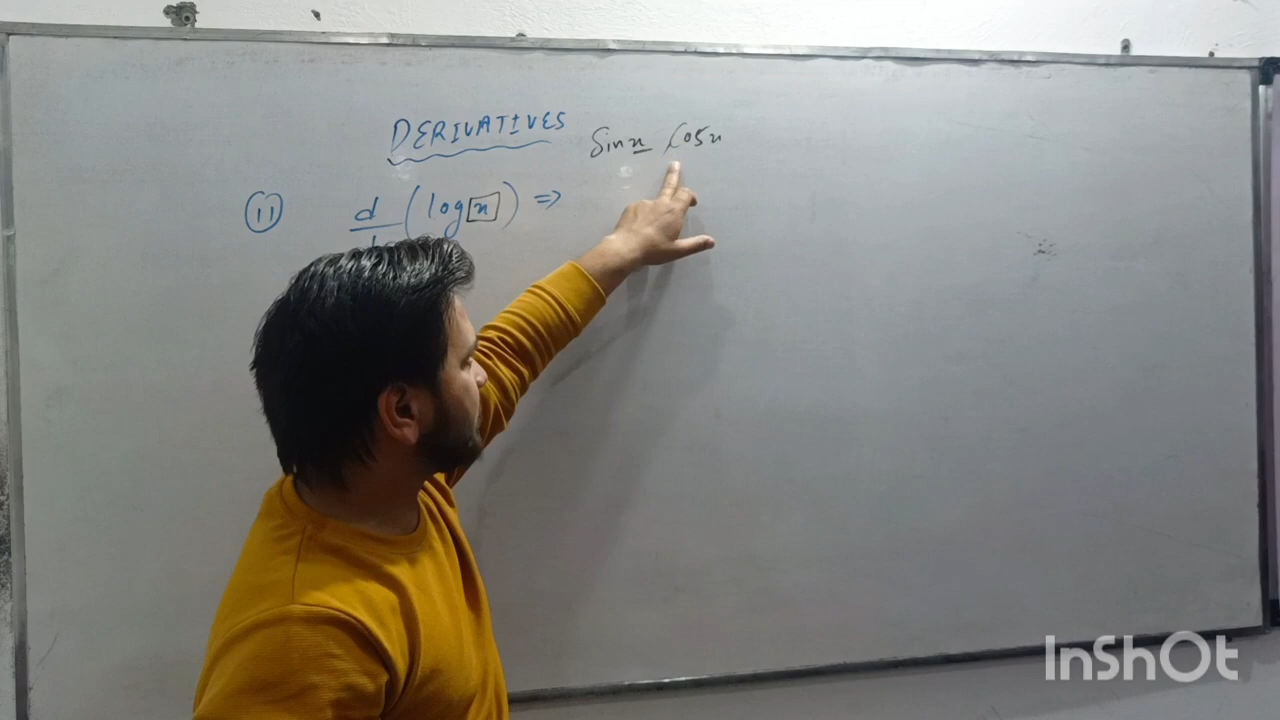 DERIVATIVES
Sinx Cosx
11 d ( log x ) ⇒
InShOt